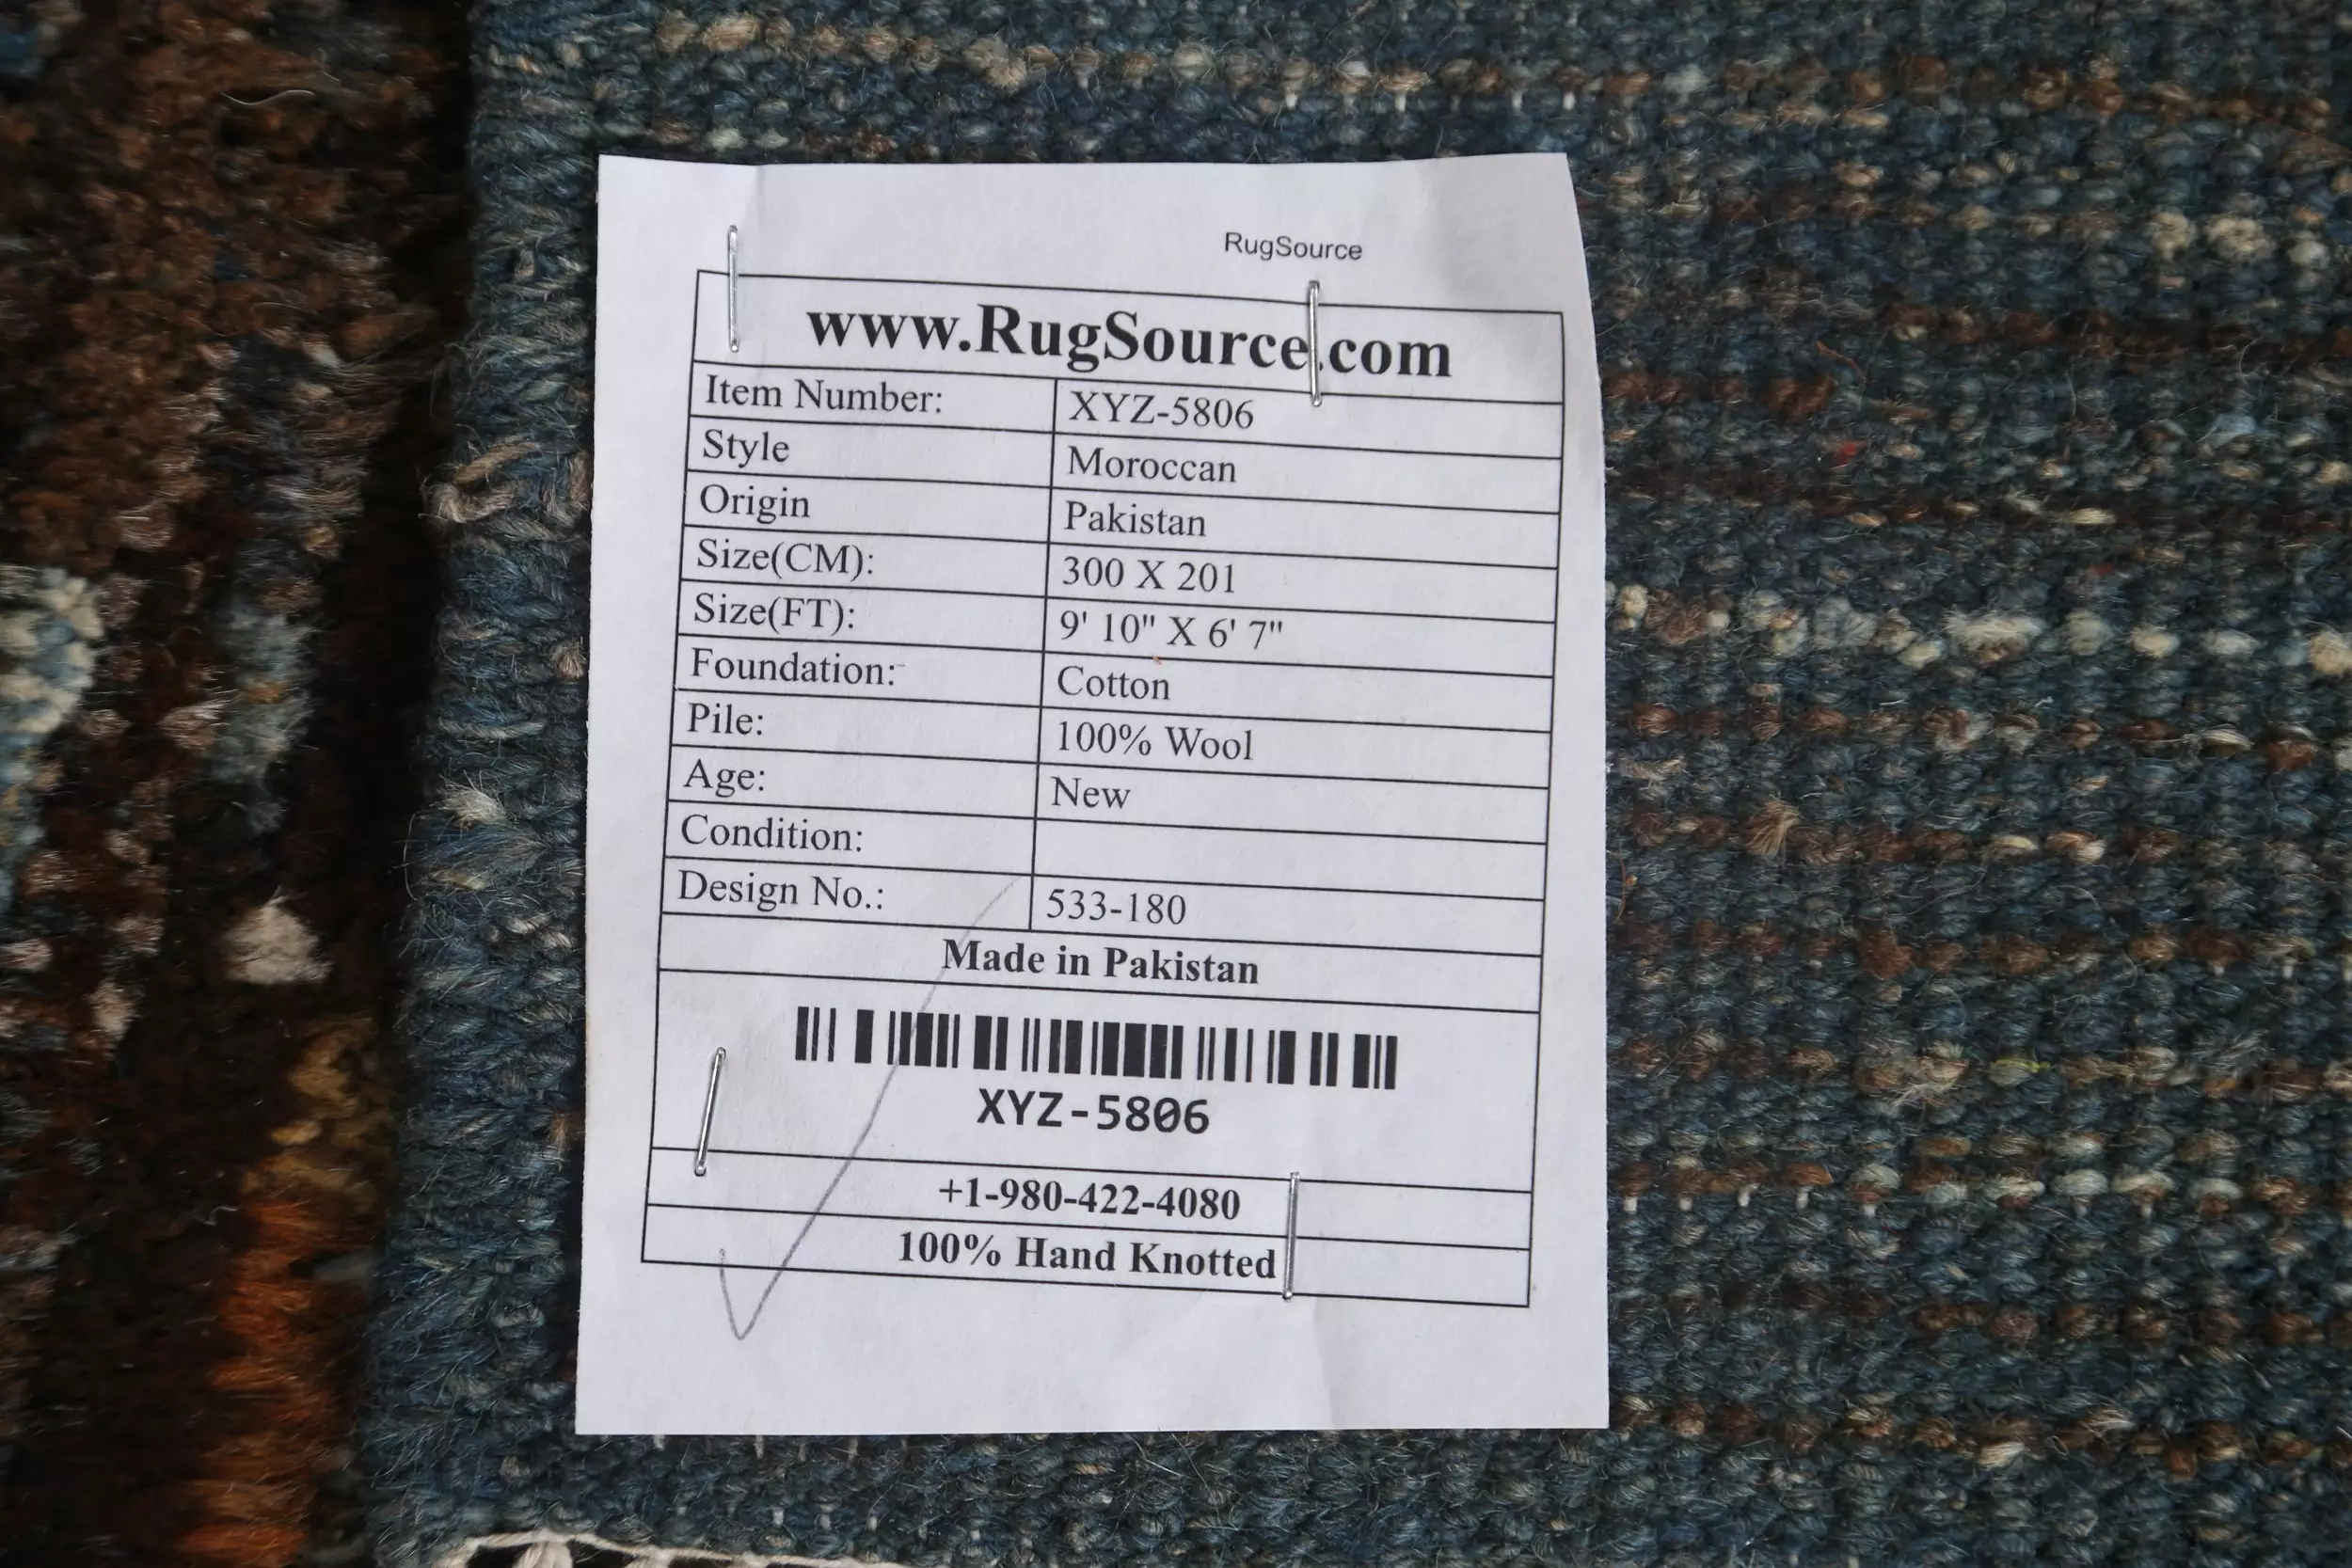 RugSource
www.RugSource.com
Item Number: XYZ-5806
Style Moroccan
Origin Pakistan
Size(CM): 300 X 201
Size(FT): 9' 10" X 6' 7"
Foundation: Cotton
Pile: 100% Wool
Age: New
Condition:
Design No.: 533-180
Made in Pakistan
XYZ-5806
+1-980-422-4080
100% Hand Knotted